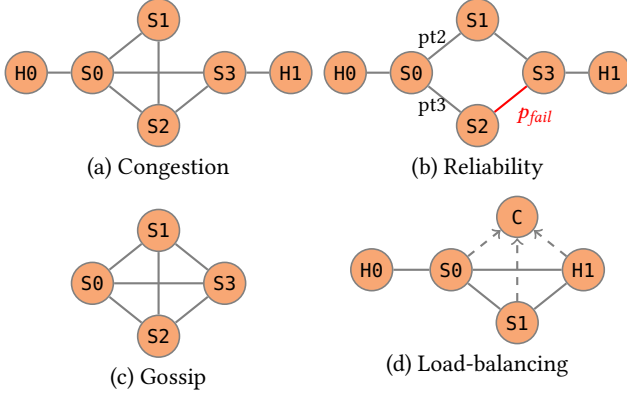 S1
H0 S0 S3 H1
S2
(a) Congestion
S1
pt2
H0 S0 S3 H1
pt3
S2
p_fail
(b) Reliability
S1
S0 S3
S2
(c) Gossip
C
H0 S0 H1
S1
(d) Load-balancing